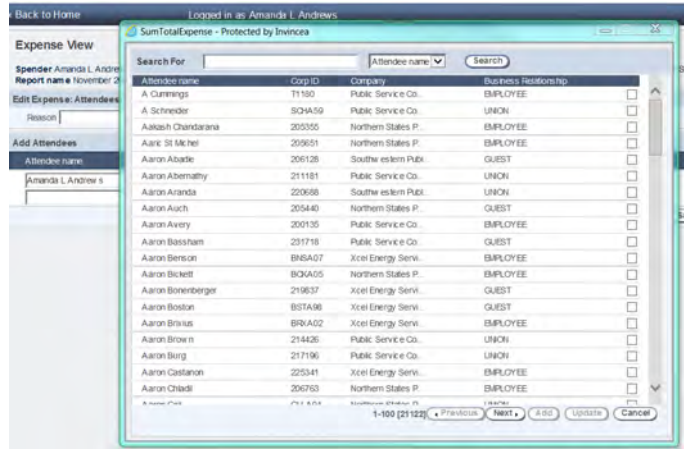 Back to Home Logged in as Amanda L Andrews
SumTotalExpense - Protected by Invincea
Expense View
Search For Attendee name Search
Spender Amanda L Andre
Report name November 2
Attendee name Corp ID Company Business Relationship
A Cummings 71180 Public Service Co.. EMPLOYEE
Edit Expense: Attendees
A Schneider SCHA59 Public Service Co.. UNION
Reason
Aakash Chandarana 205355 Northern States P... EMPLOYEE
Aaric St Michel 205651 Northern States P... EMPLOYEE
Add Attendees
Aaron Abadie 206128 Southw estern Publ.. GUEST
Attendee name
Aaron Abernathy 211181 Public Service Co.. UNION
Amanda L Andrew s
Aaron Aranda 220688 Southw estern Publ.. UNION
Aaron Auch 205440 Northern States P... GUEST
Aaron Avery 200135 Public Service Co.. EMPLOYEE
Aaron Bassham 231718 Public Service Co.. GUEST
Aaron Benson BNSA07 Xcel Energy Servi.. EMPLOYEE
Aaron Bickett BCKA05 Northern States P... EMPLOYEE
Aaron Bonenberger 219837 Xcel Energy Servi.. GUEST
Aaron Boston BSTA98 Xcel Energy Servi.. GUEST
Aaron Brixius BRXA02 Xcel Energy Servi.. EMPLOYEE
Aaron Brow n 214426 Public Service Co.. UNION
Aaron Burg 217196 Public Service Co.. UNION
Aaron Castanon 225341 Xcel Energy Servi.. EMPLOYEE
Aaron Chladil 206763 Northern States P... EMPLOYEE
1-100 [21122] Previous Next Add Update Cancel